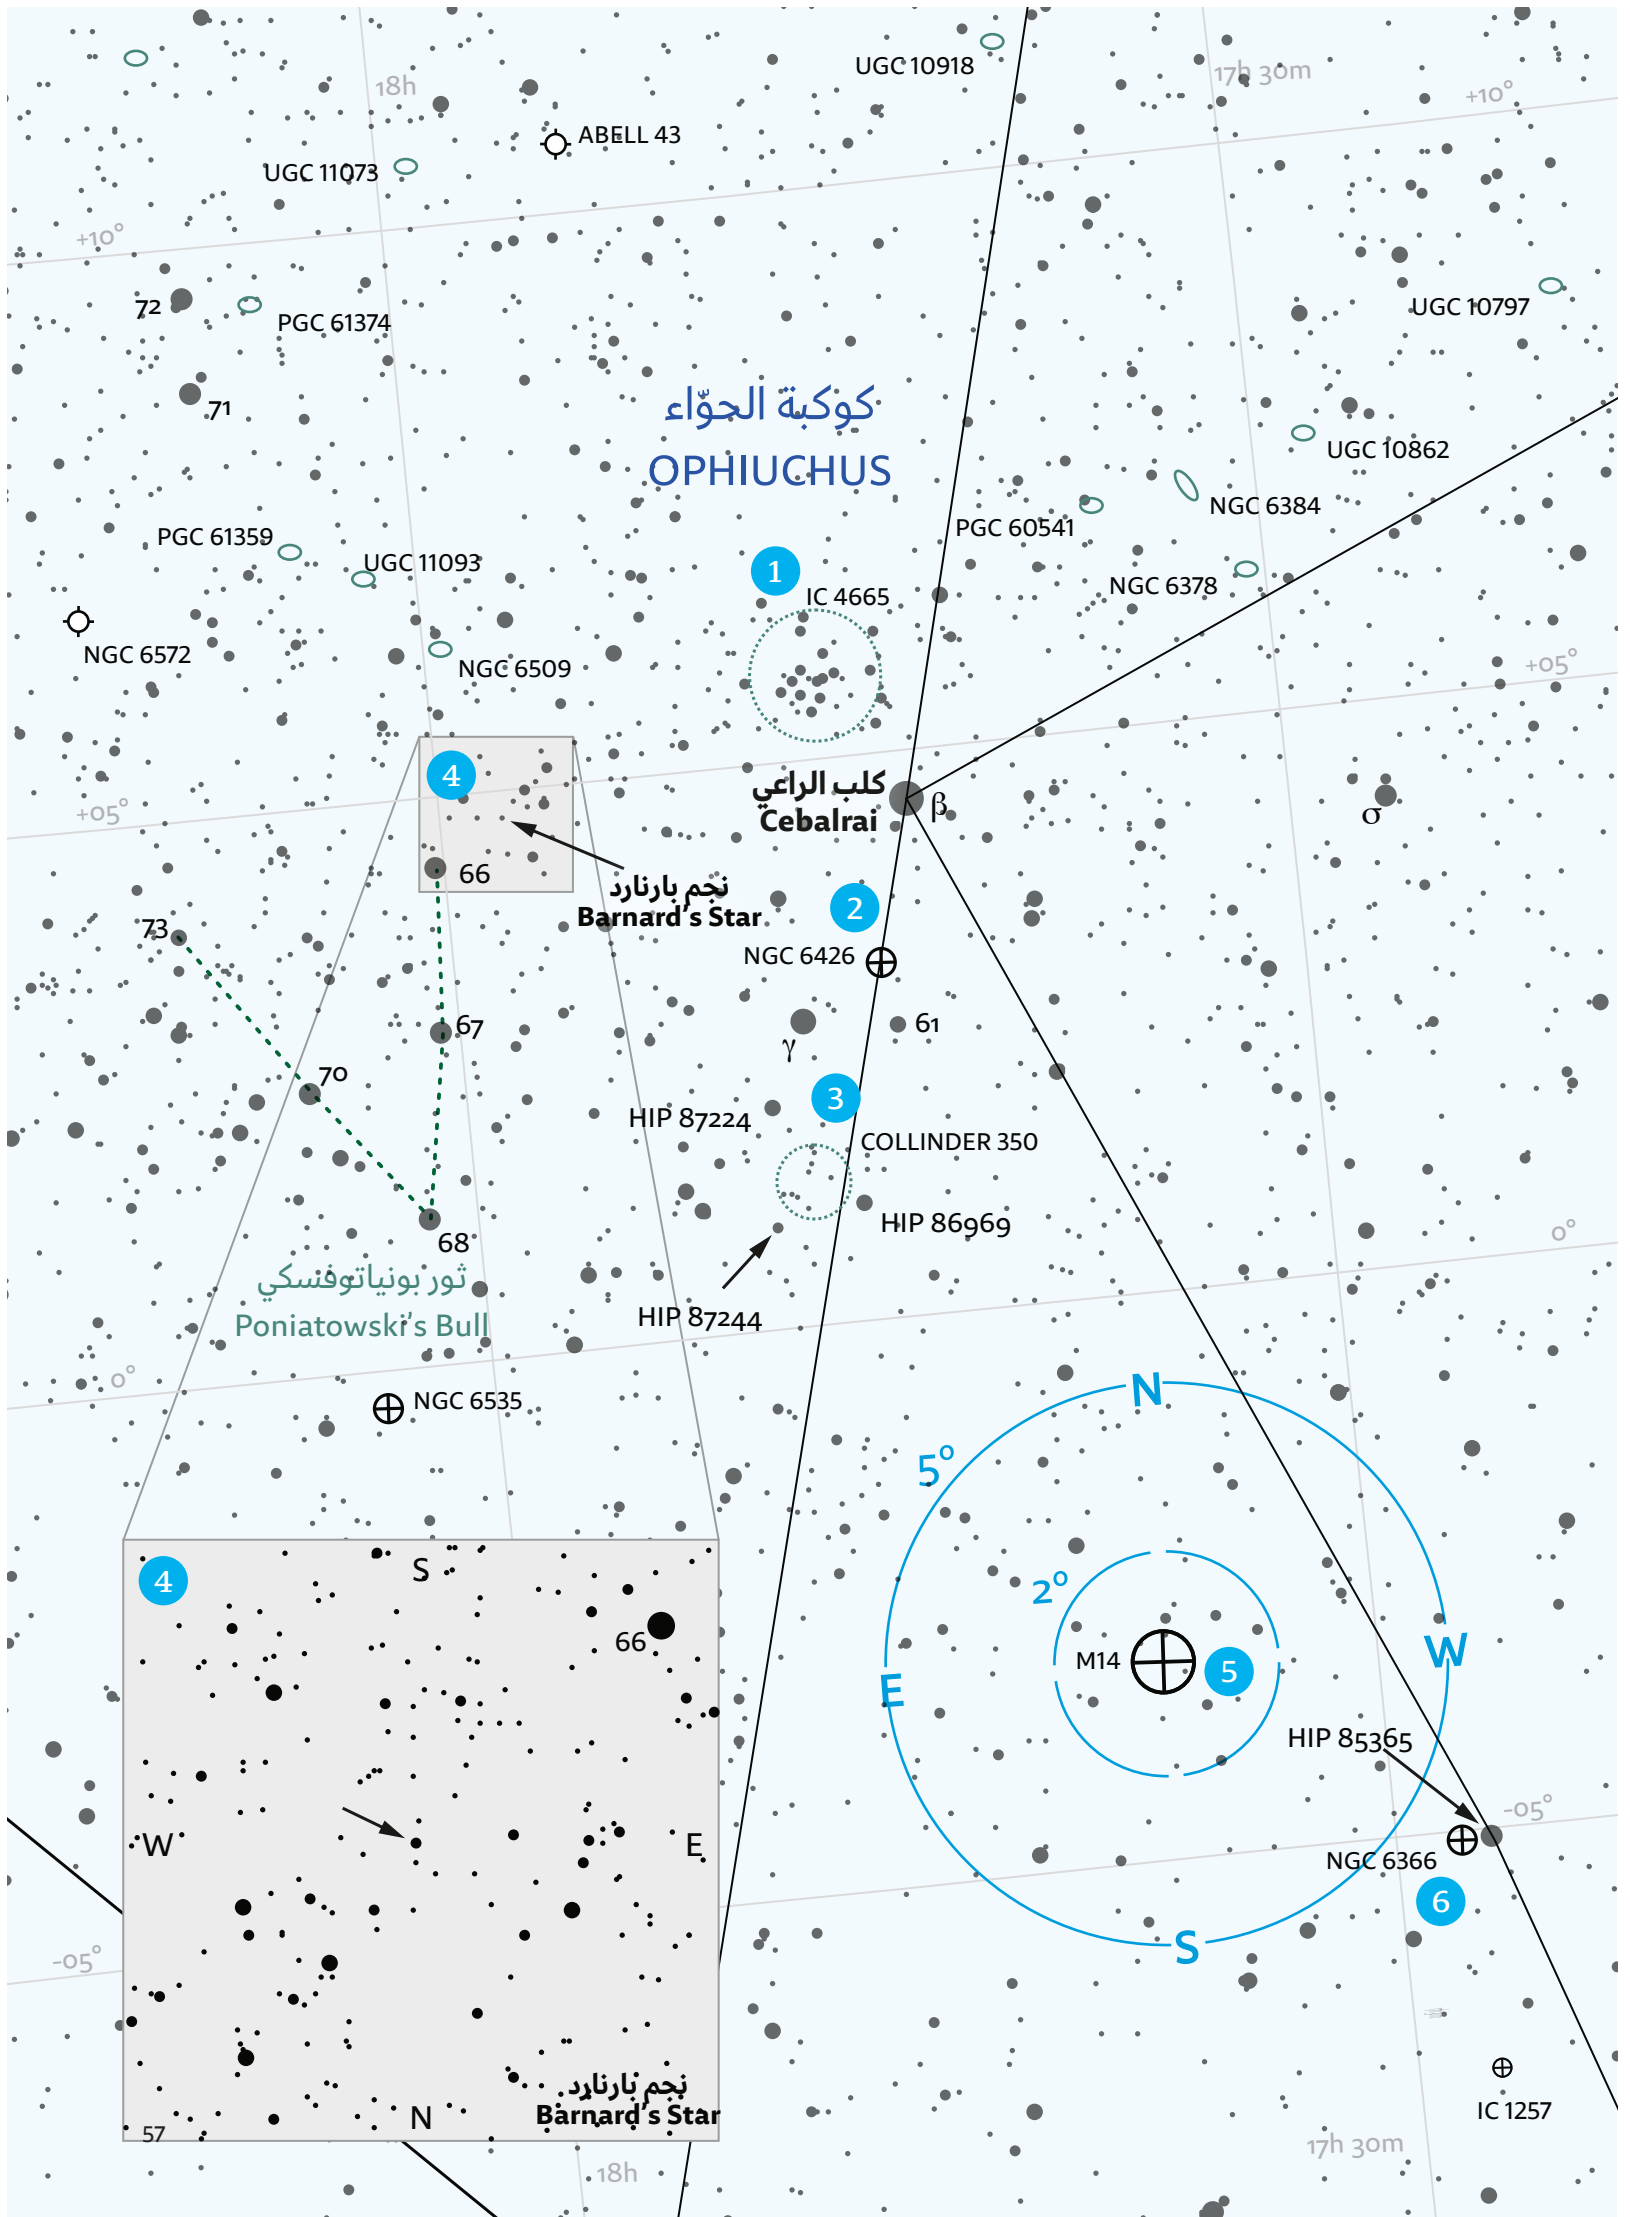 UGC 10918
17h 30m
18h
+10°
ABELL 43
UGC 11073
+10°
72
PGC 61374
UGC 10797
71
كوكبة الحوّاء
OPHIUCHUS
UGC 10862
NGC 6384
PGC 60541
PGC 61359
UGC 11093
1
NGC 6378
IC 4665
NGC 6572
NGC 6509
+05°
4
كلب الراعي
Cebalrai
β
σ
+05°
66
نجم بارنارد
Barnard's Star
2
73
NGC 6426
67
61
γ
70
3
HIP 87224
COLLINDER 350
HIP 86969
68
0°
ثور بونياتوفسكي
Poniatowski's Bull
HIP 87244
0°
NGC 6535
N
5°
4
S
2°
66
M14
5
W
E
HIP 85365
-05°
W
E
NGC 6366
6
S
-05°
نجم بارنارد
Barnard's Star
N
57
IC 1257
17h 30m
18h